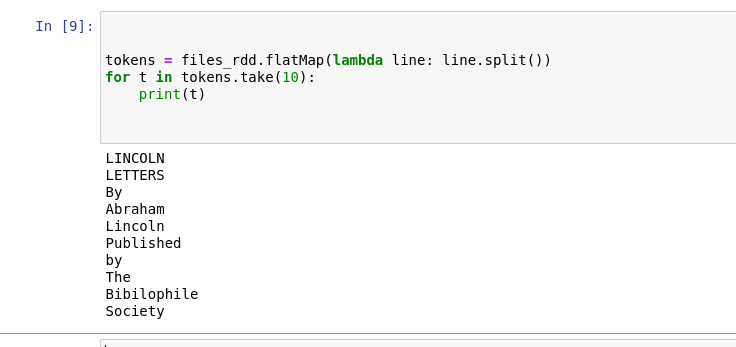 In [9]:
tokens = files_rdd.flatMap(lambda line: line.split())
for t in tokens.take(10):
    print(t)
LINCOLN
LETTERS
By
Abraham
Lincoln
Published
by
The
Bibilophile
Society